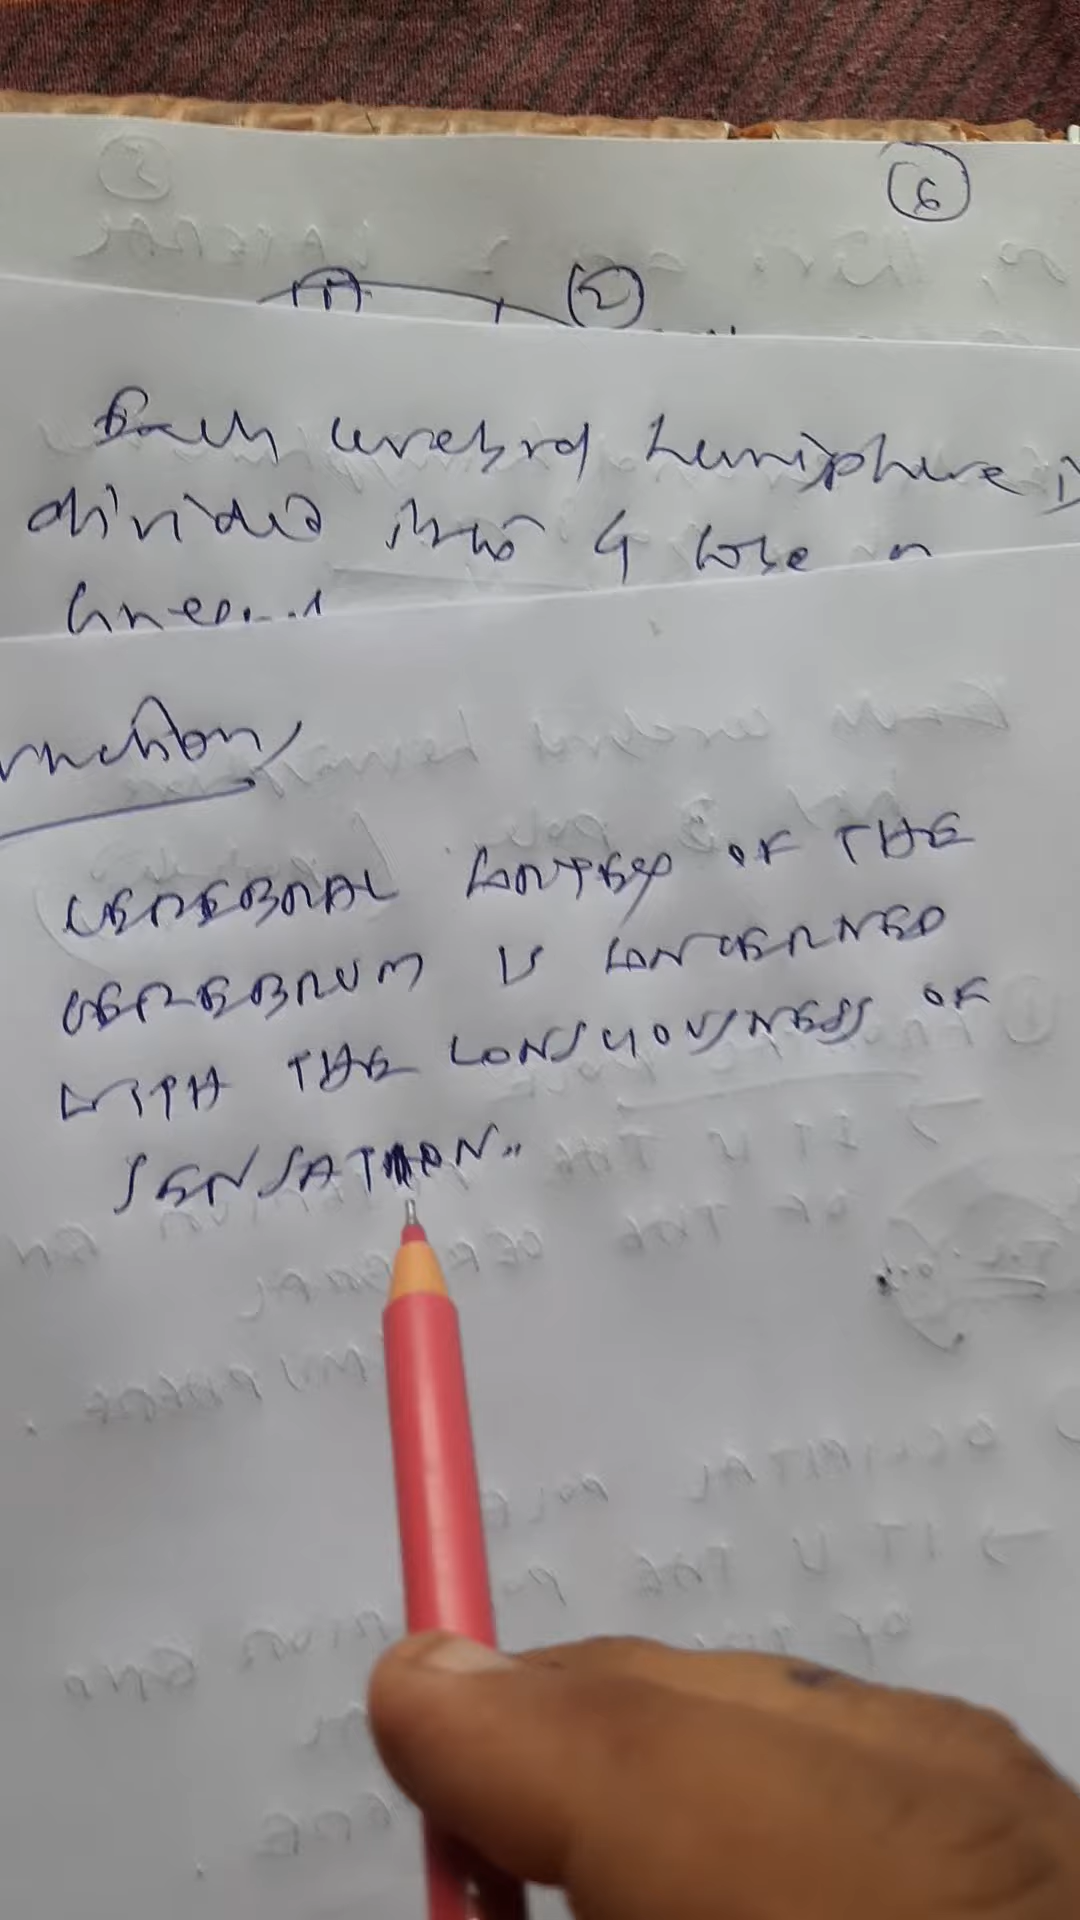 6
2
Each cerebral hemisphere is
divided into 4 lobe
Function
CEREBRAL CORTEX OF THE
CEREBRUM IS CONCERNED
WITH THE CONSCIOUSNESS OF
SENSATION